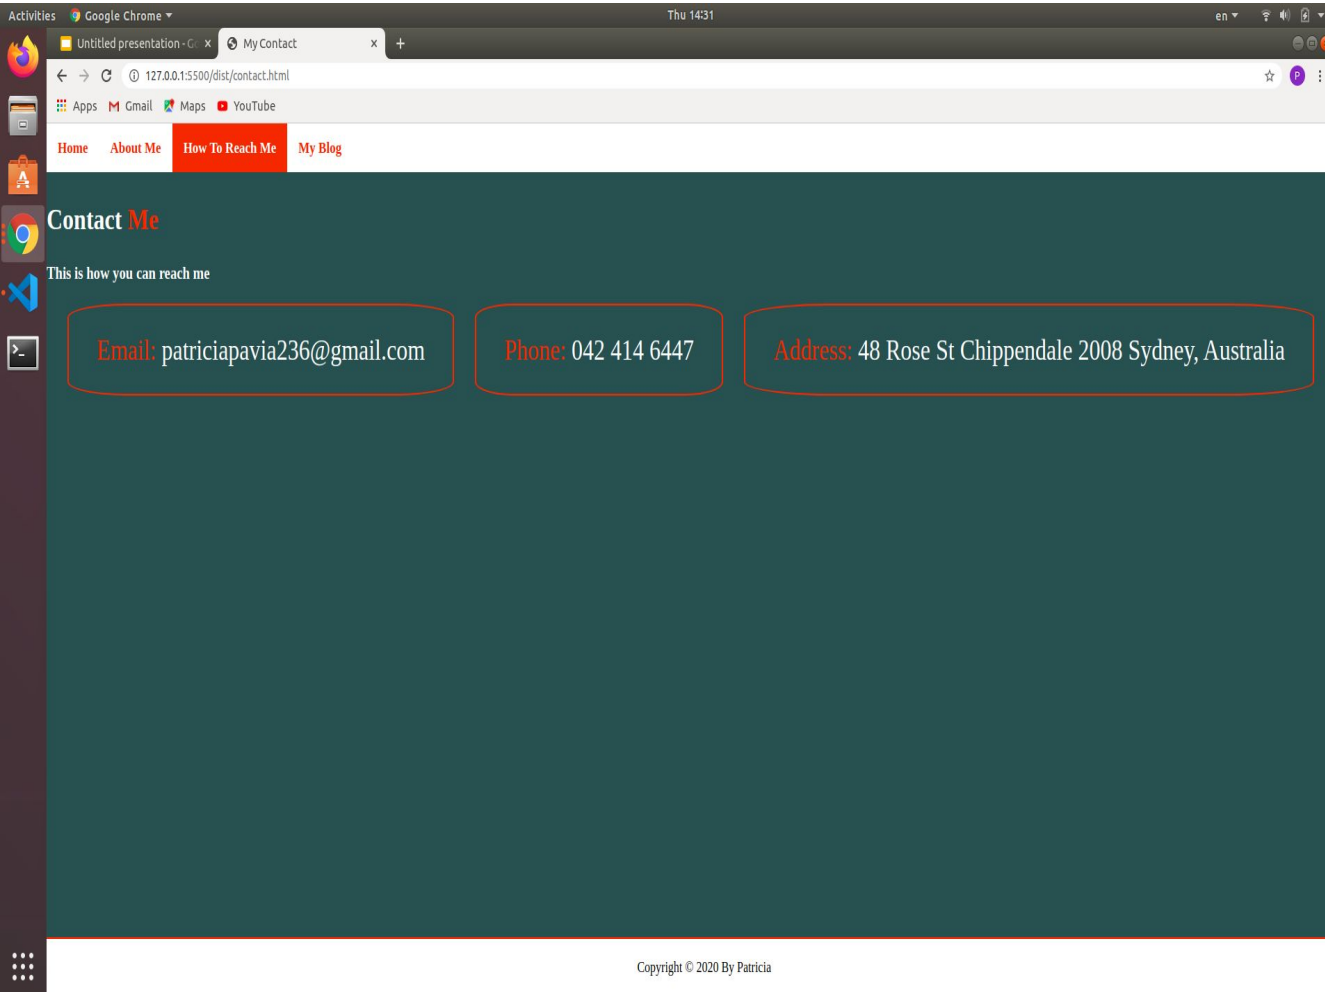 Activities Google Chrome Thu 14:31 en
Untitled presentation - Go x My Contact x +
127.0.0.1:5500/dist/contact.html P
Apps Gmail Maps YouTube
Home About Me How To Reach Me My Blog
Contact Me
This is how you can reach me
Email: patriciapavia236@gmail.com Phone: 042 414 6447 Address: 48 Rose St Chippendale 2008 Sydney, Australia
Copyright © 2020 By Patricia